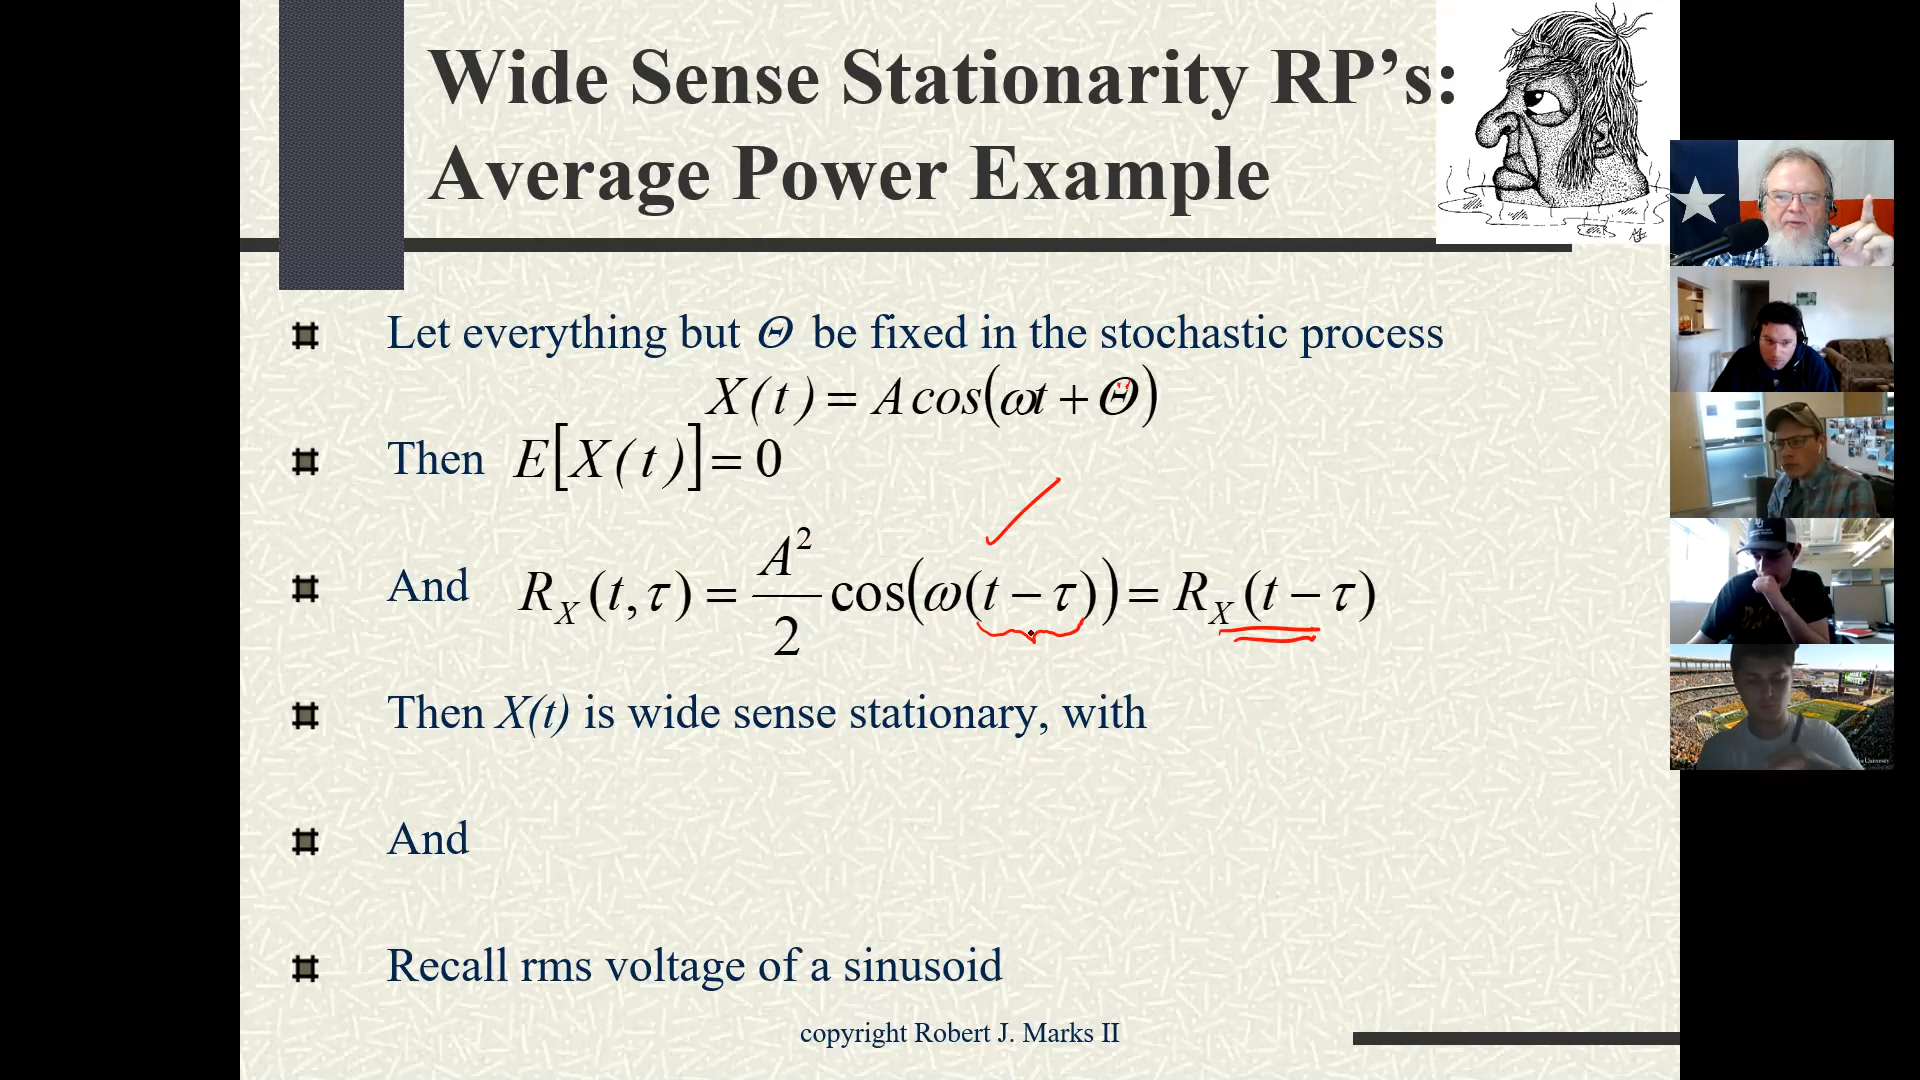 Wide Sense Stationarity RP’s:
Average Power Example
Let everything but Θ be fixed in the stochastic process
X(t) = A cos(ωt + Θ)
Then E[X(t)] = 0
And R_X(t,τ) = A²/2 cos(ω(t − τ)) = R_X(t − τ)
Then X(t) is wide sense stationary, with
And
Recall rms voltage of a sinusoid
copyright Robert J. Marks II